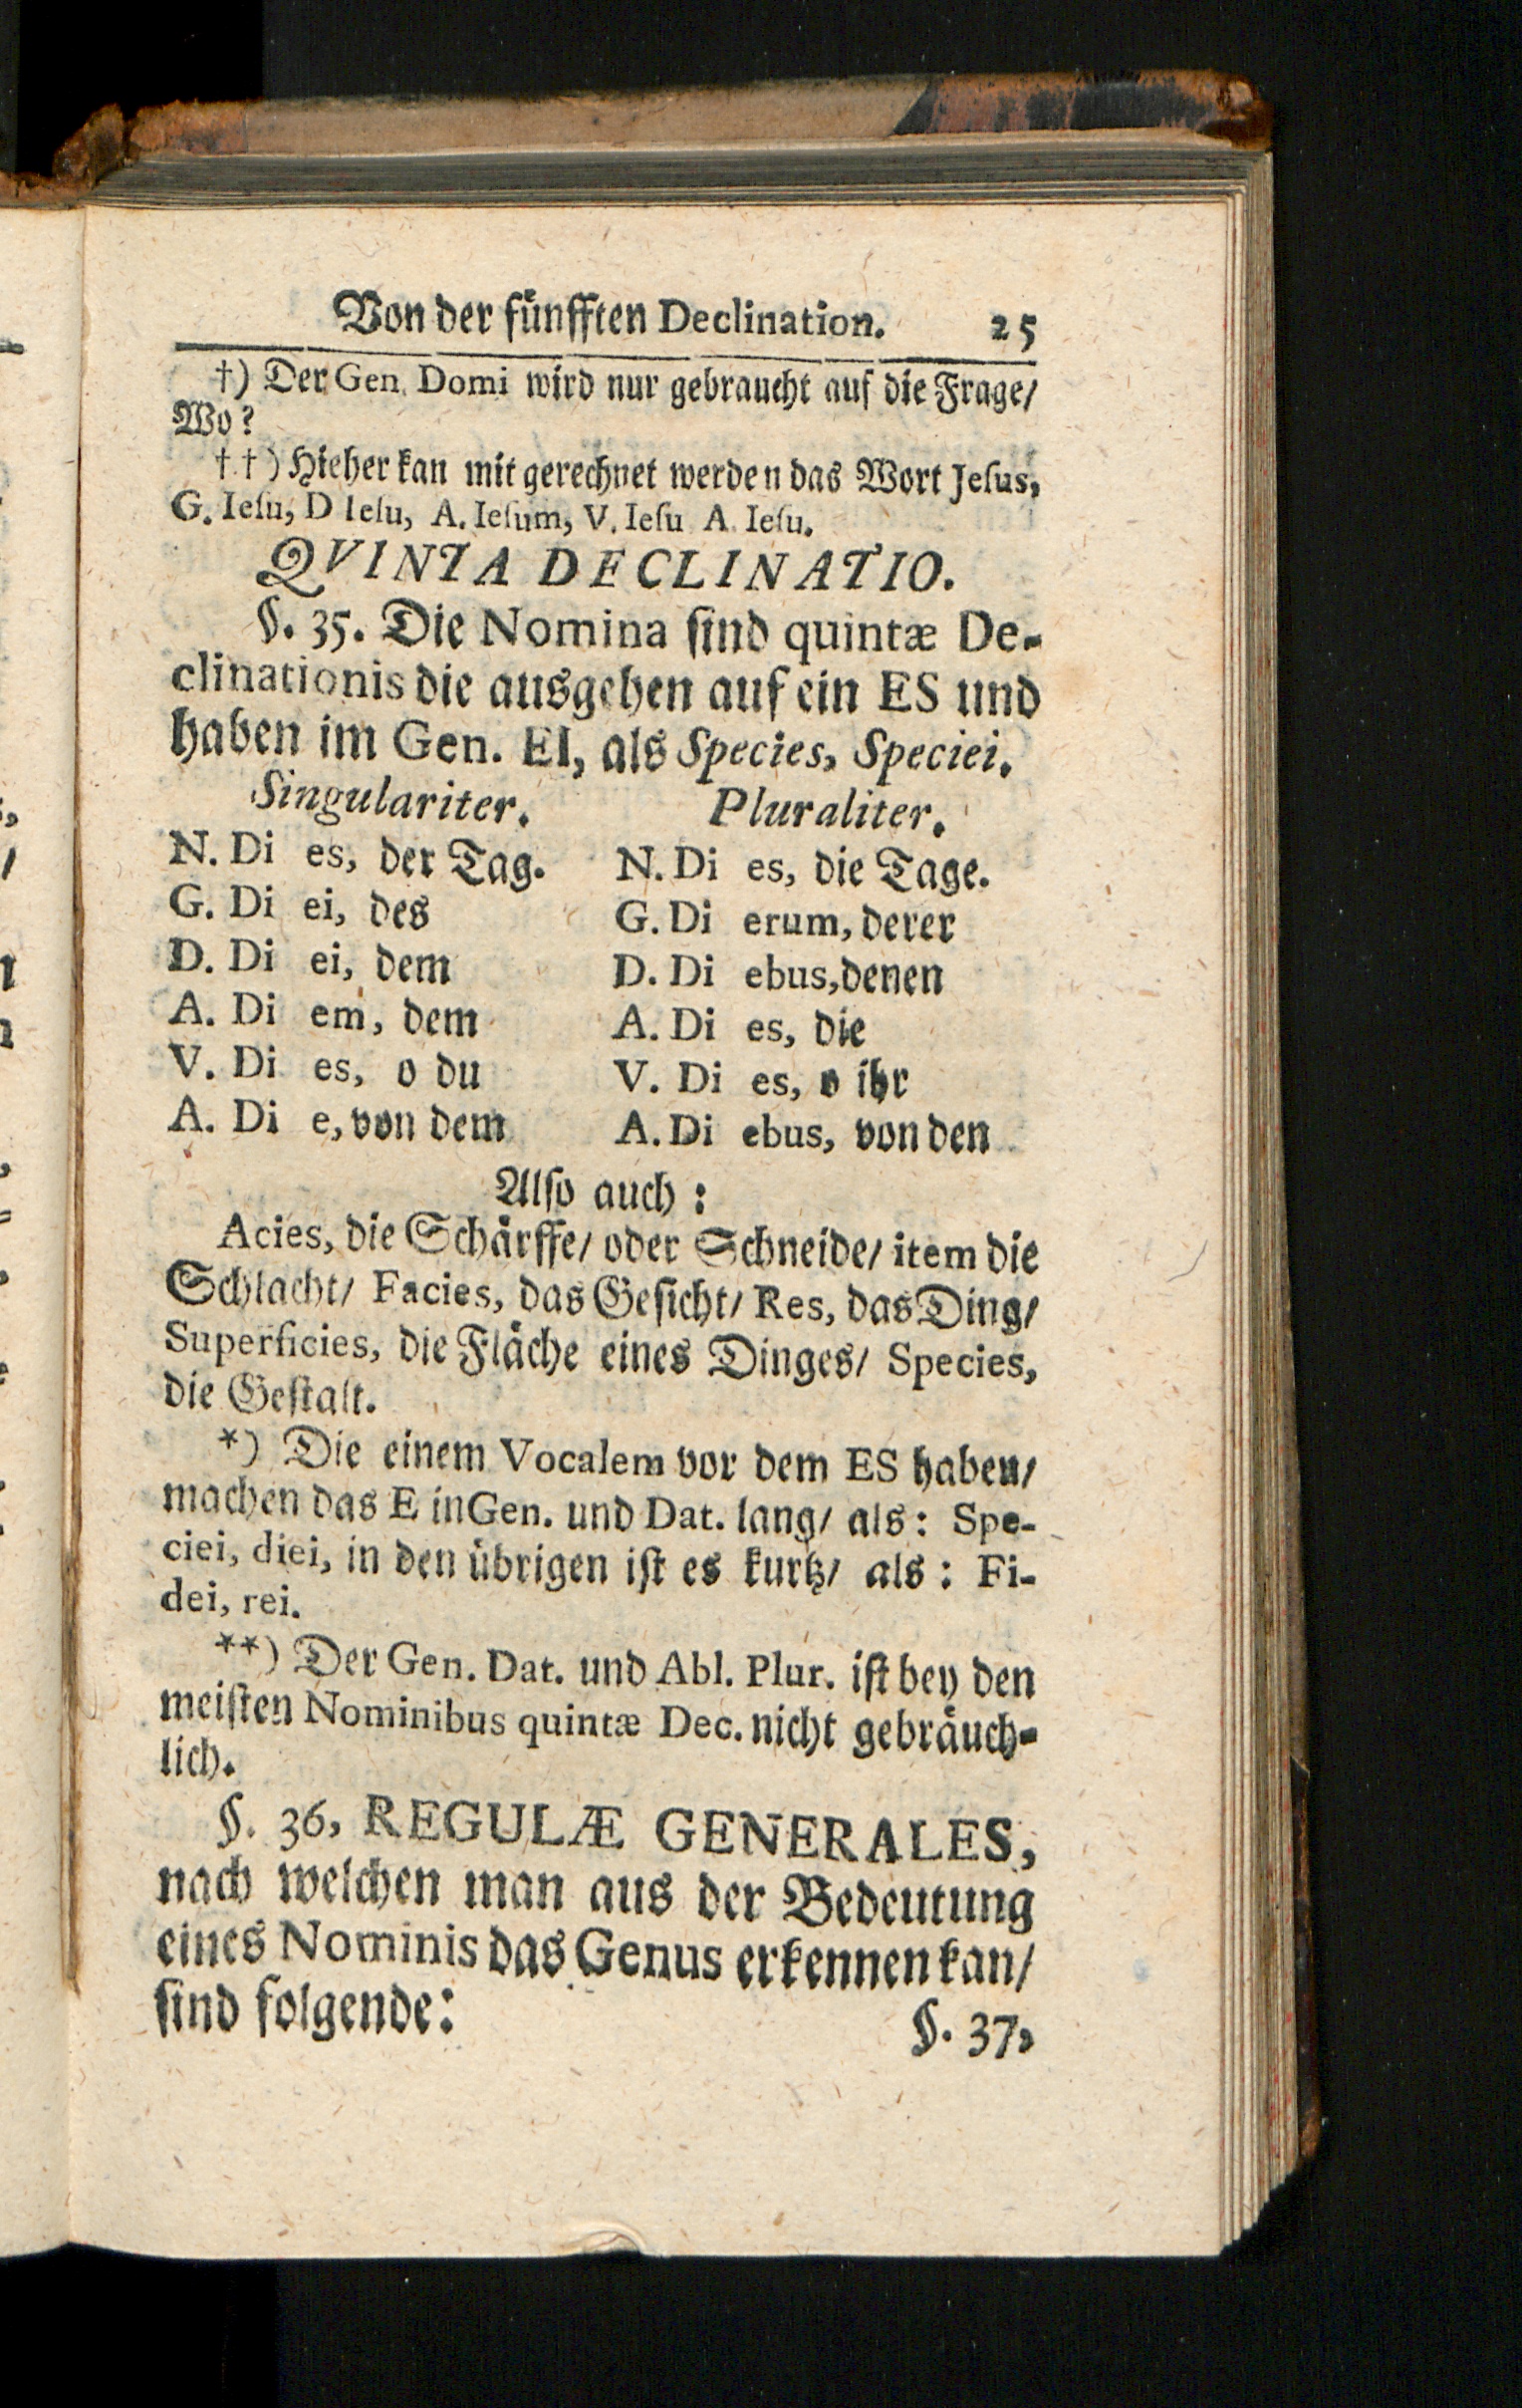 Von der fünfften Declination. 25
†) Der Gen. Domi wird nur gebraucht auf die Frage/
Wo?
††) Hieher kan mit gerechnet werden das Wort Jeſus,
G. Ieſu, D Ieſu, A. Ieſum, V. Ieſu A. Ieſu.
QVINTA DECLINATIO.
§. 35. Die Nomina ſind quintæ De-
clinationis die ausgehen auf ein ES und
haben im Gen. EI, als Species, Speciei.
Singulariter. Pluraliter.
N. Di es, der Tag. N. Di es, die Tage.
G. Di ei, des G. Di erum, derer
D. Di ei, dem D. Di ebus, denen
A. Di em, dem A. Di es, die
V. Di es, o du V. Di es, o ihr
A. Di e, von dem A. Di ebus, von den
Alſo auch:
Acies, die Schärffe/ oder Schneide/ item die
Schlacht/ Facies, das Geſicht/ Res, das Ding/
Superficies, die Fläche eines Dinges/ Species,
die Geſtalt.
*) Die einem Vocalem vor dem ES haben/
machen das E in Gen. und Dat. lang/ als: Spe-
ciei, diei, in den übrigen iſt es kurtz/ als: Fi-
dei, rei.
**) Der Gen. Dat. und Abl. Plur. iſt bey den
meiſten Nominibus quintæ Dec. nicht gebräuch-
lich.
§. 36, REGULÆ GENERALES,
nach welchen man aus der Bedeutung
eines Nominis das Genus erkennen kan/
ſind folgende:
§. 37,